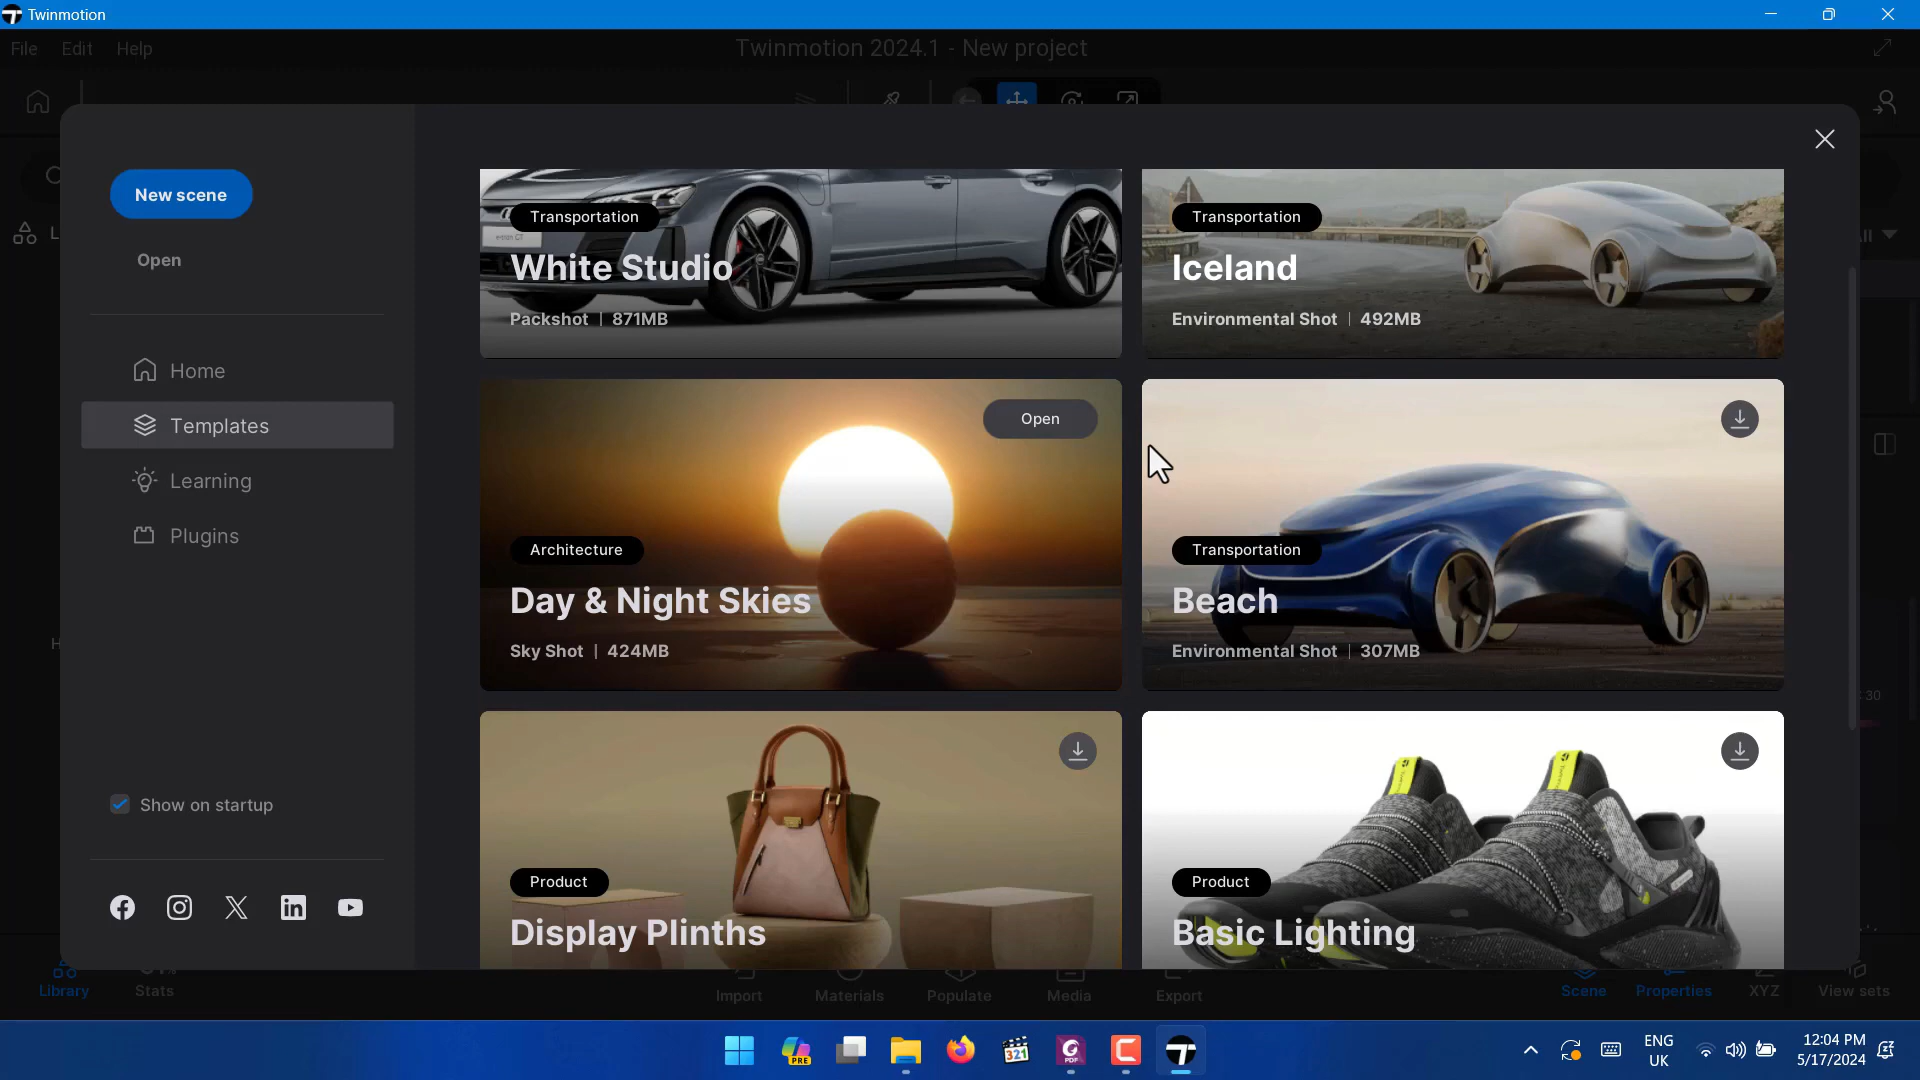 Twinmotion
File Edit Help
Twinmotion 2024.1 - New project
New scene
Open
Home
Templates
Learning
Plugins
Show on startup
Transportation
White Studio
Packshot | 871MB
Transportation
Iceland
Environmental Shot | 492MB
Open
Architecture
Day & Night Skies
Sky Shot | 424MB
Transportation
Beach
Environmental Shot | 307MB
Product
Display Plinths
Product
Basic Lighting
Library
Stats
Import
Materials
Populate
Media
Export
Scene
Properties
XYZ
View sets
PRE
321
PDF
ENG
UK
12:04 PM
5/17/2024